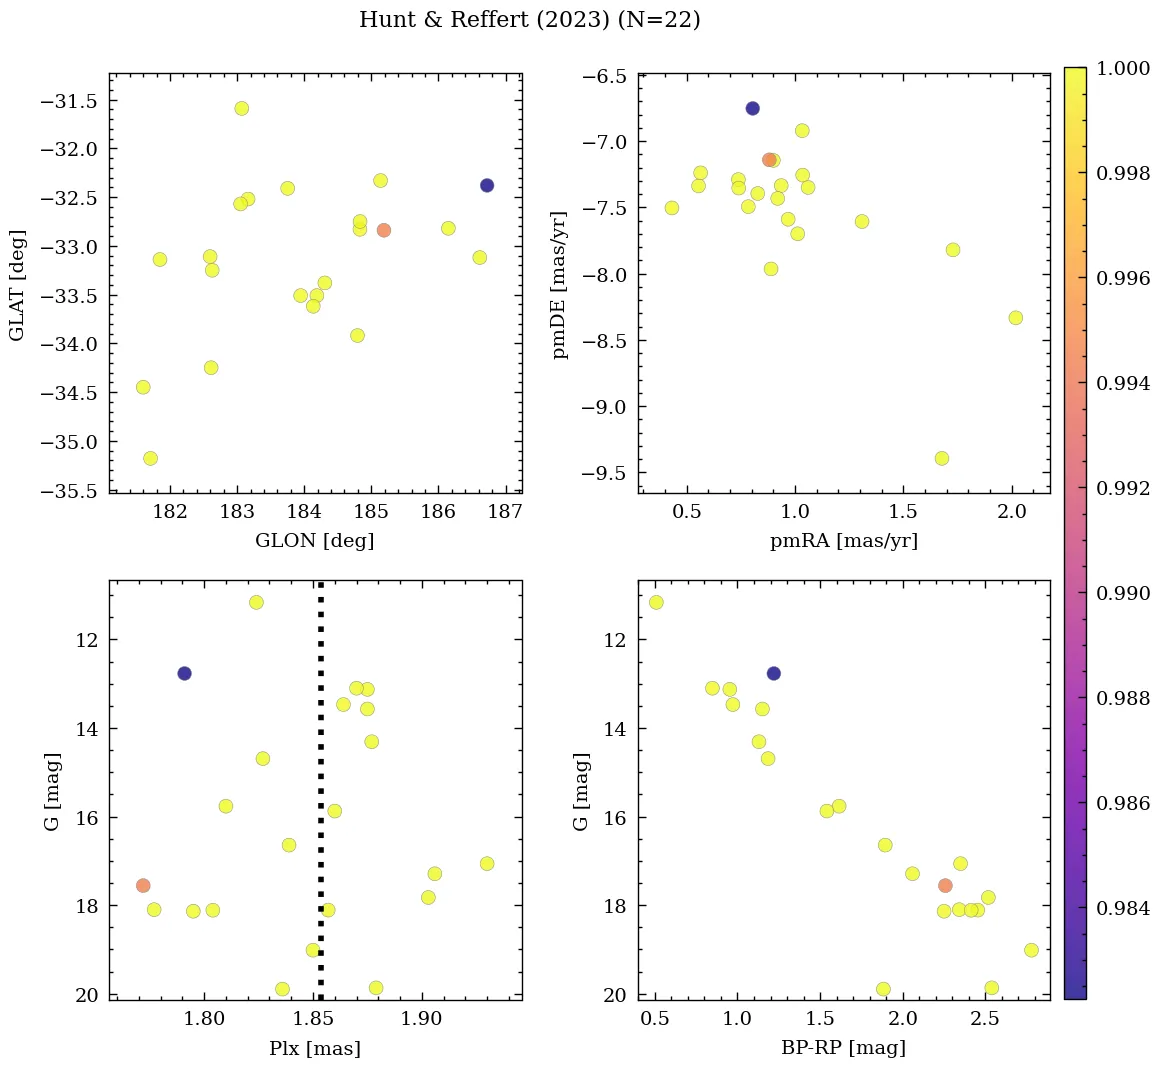 Hunt & Reffert (2023) (N=22)
−31.5
−32.0
−32.5
−33.0
−33.5
−34.0
−34.5
−35.0
−35.5
GLAT [deg]
182 183 184 185 186 187
GLON [deg]
−6.5
−7.0
−7.5
−8.0
−8.5
−9.0
−9.5
pmDE [mas/yr]
0.5 1.0 1.5 2.0
pmRA [mas/yr]
12
14
16
18
20
G [mag]
1.80 1.85 1.90
Plx [mas]
12
14
16
18
20
G [mag]
0.5 1.0 1.5 2.0 2.5
BP-RP [mag]
1.000
0.998
0.996
0.994
0.992
0.990
0.988
0.986
0.984